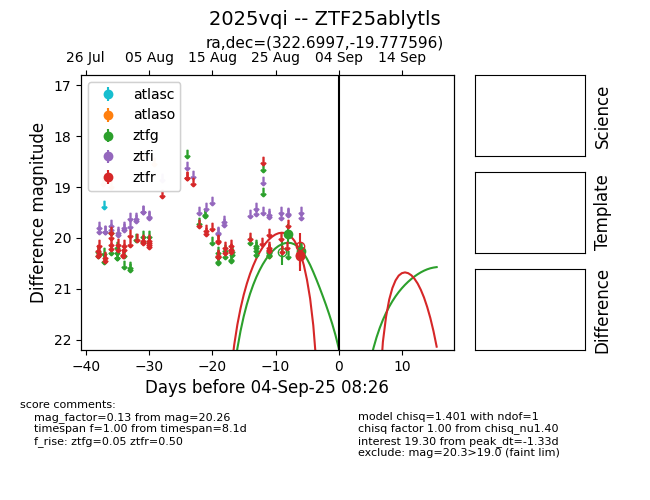 2025vqi -- ZTF25ablytls
ra,dec=(322.6997,-19.777596)
26 Jul 05 Aug 15 Aug 25 Aug 04 Sep 14 Sep
17
18
19
20
21
22
Difference magnitude
atlasc
atlaso
ztfg
ztfi
ztfr
−40 −30 −20 −10 0 10
Days before 04-Sep-25 08:26
Science
Template
Difference
score comments:
mag_factor=0.13 from mag=20.26
timespan f=1.00 from timespan=8.1d
f_rise: ztfg=0.05 ztfr=0.50
model chisq=1.401 with ndof=1
chisq factor 1.00 from chisq_nu1.40
interest 19.30 from peak_dt=-1.33d
exclude: mag=20.3>19.0 (faint lim)